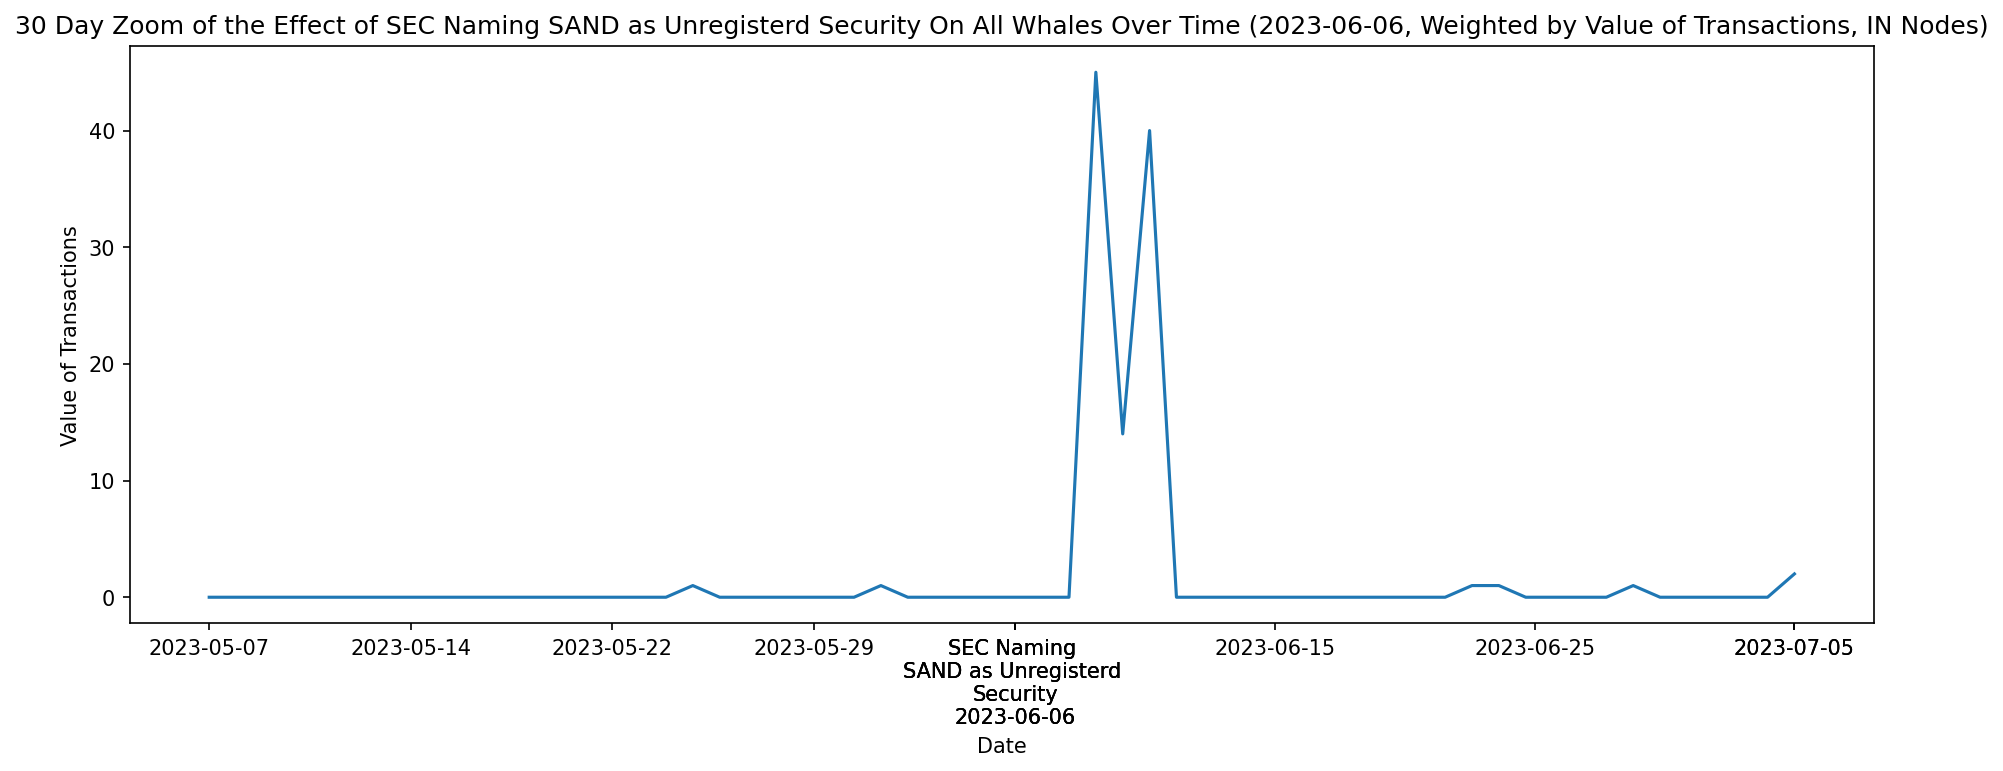 30 Day Zoom of the Effect of SEC Naming SAND as Unregisterd Security On All Whales Over Time (2023-06-06, Weighted by Value of Transactions, IN Nodes)
Value of Transactions
40
30
20
10
0
2023-05-07
2023-05-14
2023-05-22
2023-05-29
SEC Naming
SAND as Unregisterd
Security
2023-06-06
2023-06-15
2023-06-25
2023-07-05
Date